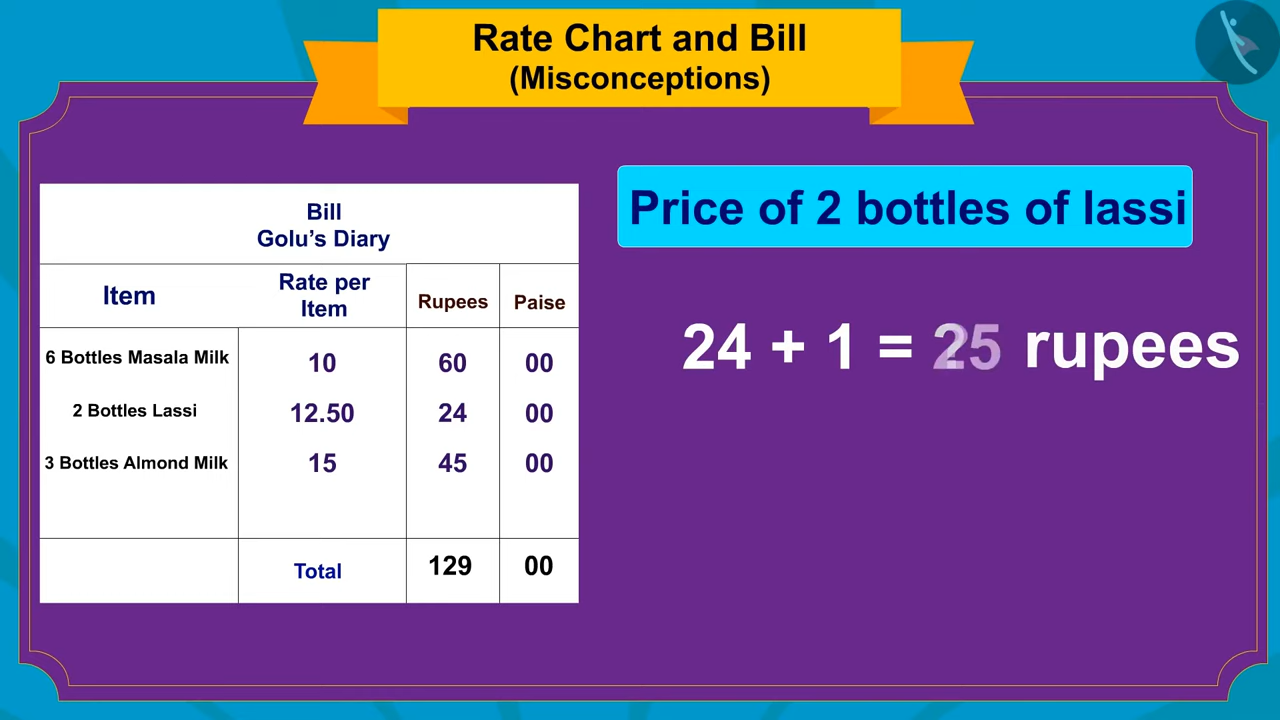 Rate Chart and Bill
(Misconceptions)
Bill
Golu's Diary
Item Rate per Item Rupees Paise
6 Bottles Masala Milk 10 60 00
2 Bottles Lassi 12.50 24 00
3 Bottles Almond Milk 15 45 00
Total 129 00
Price of 2 bottles of lassi
24 + 1 = 25 rupees